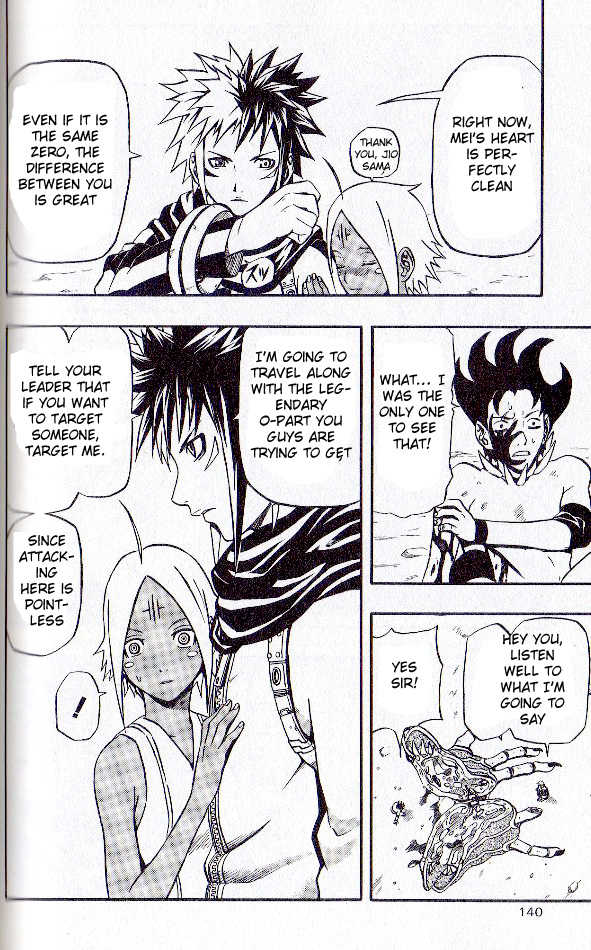 RIGHT NOW,
MEI'S HEART
IS PER-
FECTLY
CLEAN
THANK
YOU, JIO
SAMA
EVEN IF IT IS
THE SAME
ZERO, THE
DIFFERENCE
BETWEEN YOU
IS GREAT
WHAT... I
WAS THE
ONLY ONE
TO SEE
THAT!
HEY YOU,
LISTEN
WELL TO
WHAT I'M
GOING TO
SAY
YES
SIR!
I'M GOING TO
TRAVEL ALONG
WITH THE LEG-
ENDARY
O-PART YOU
GUYS ARE
TRYING TO GET
TELL YOUR
LEADER THAT
IF YOU WANT
TO TARGET
SOMEONE,
TARGET ME.
SINCE
ATTACK-
ING
HERE IS
POINT-
LESS
!
140